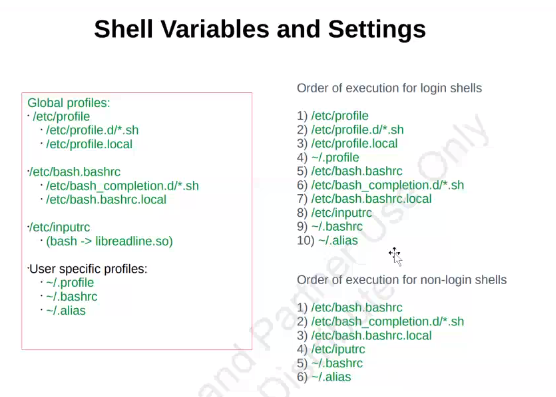 Shell Variables and Settings
Global profiles:
· /etc/profile
· /etc/profile.d/*.sh
· /etc/profile.local
·/etc/bash.bashrc
· /etc/bash_completion.d/*.sh
· /etc/bash.bashrc.local
·/etc/inputrc
· (bash -> libreadline.so)
·User specific profiles:
· ~/.profile
· ~/.bashrc
· ~/.alias
Order of execution for login shells
1) /etc/profile
2) /etc/profile.d/*.sh
3) /etc/profile.local
4) ~/.profile
5) /etc/bash.bashrc
6) /etc/bash_completion.d/*.sh
7) /etc/bash.bashrc.local
8) /etc/inputrc
9) ~/.bashrc
10) ~/.alias
Order of execution for non-login shells
1) /etc/bash.bashrc
2) /etc/bash_completion.d/*.sh
3) /etc/bash.bashrc.local
4) /etc/iputrc
5) ~/.bashrc
6) ~/.alias
and Partner Use Only